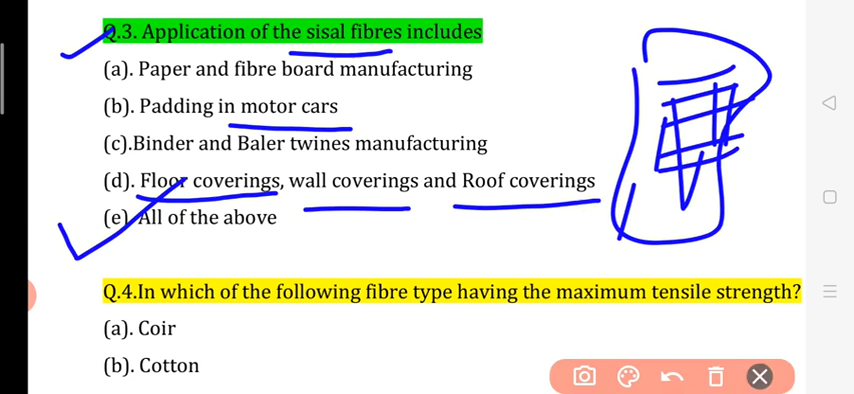 Q.3. Application of the sisal fibres includes
(a). Paper and fibre board manufacturing
(b). Padding in motor cars
(c).Binder and Baler twines manufacturing
(d). Floor coverings, wall coverings and Roof coverings
(e). All of the above
Q.4.In which of the following fibre type having the maximum tensile strength?
(a). Coir
(b). Cotton